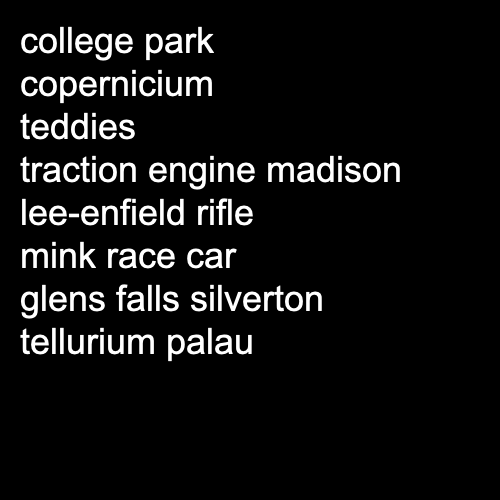 college park
copernicium
teddies
traction engine madison
lee-enfield rifle
mink race car
glens falls silverton
tellurium palau